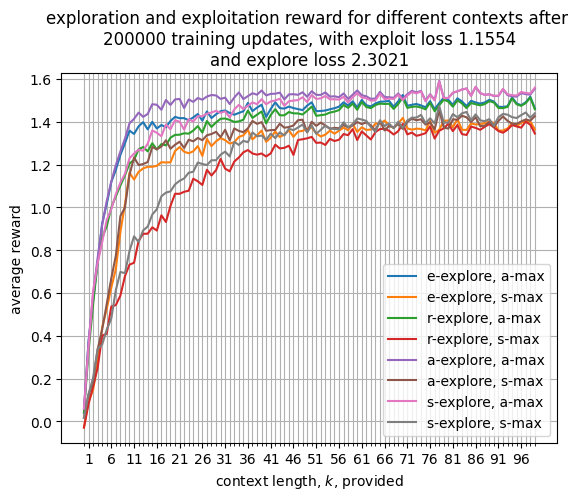 exploration and exploitation reward for different contexts after
200000 training updates, with exploit loss 1.1554
and explore loss 2.3021
1.6
1.4
1.2
1.0
0.8
0.6
0.4
0.2
0.0
average reward
e-explore, a-max
e-explore, s-max
r-explore, a-max
r-explore, s-max
a-explore, a-max
a-explore, s-max
s-explore, a-max
s-explore, s-max
1 6 11 16 21 26 31 36 41 46 51 56 61 66 71 76 81 86 91 96
context length, k, provided